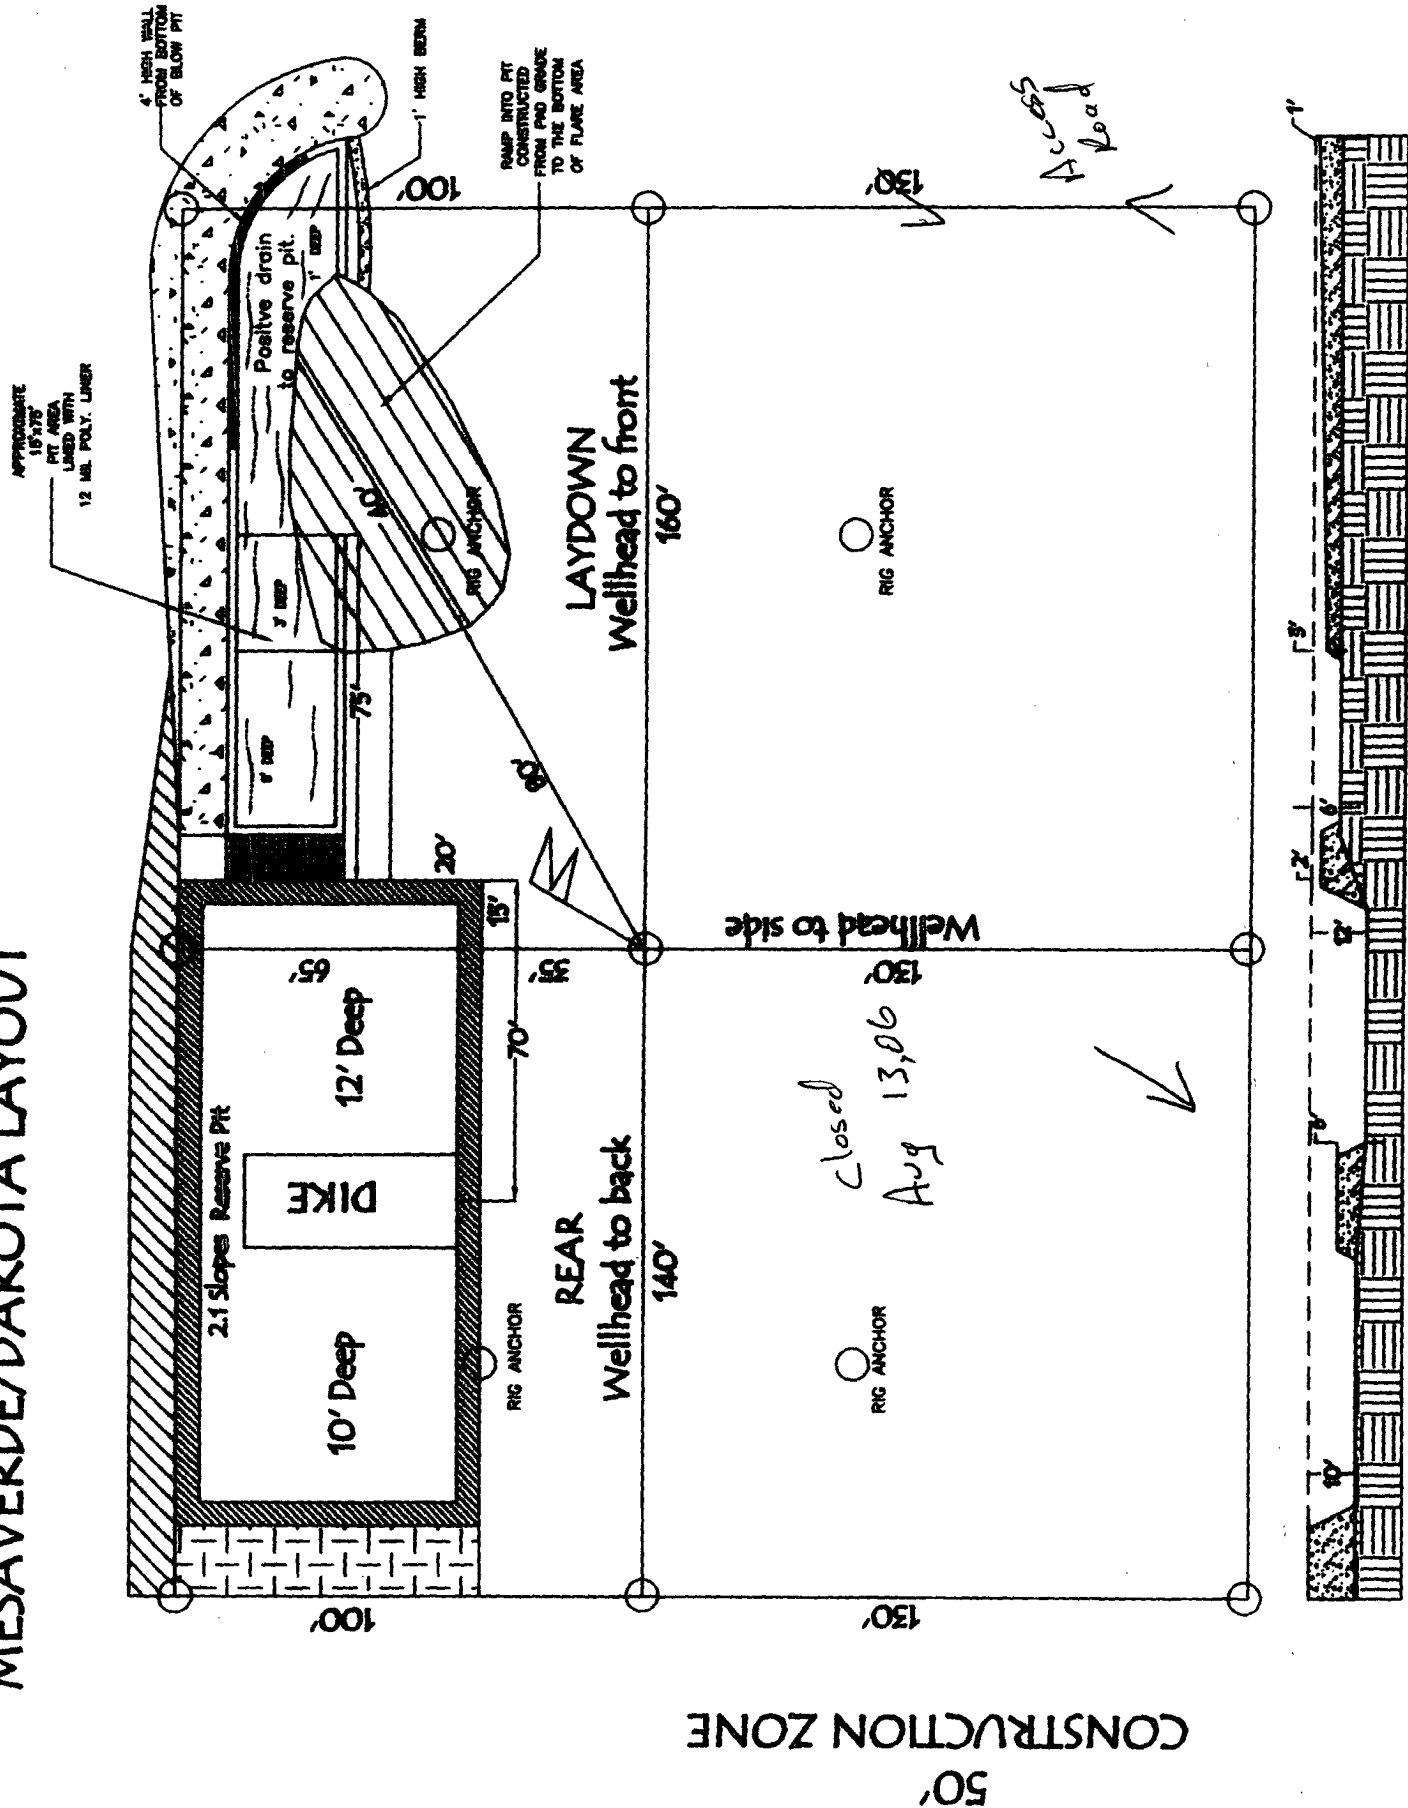 MESAVERDE/DAKOTA LAYOUT
4' HIGH WALL
FROM BOTTOM
OF BLOW PIT
1' HIGH BERM
RAMP INTO PIT
CONSTRUCTED
FROM PAD GRADE
TO THE BOTTOM
OF FLARE AREA
APPROXIMATE
15'x75'
PIT AREA
LINED WITH
12 MIL POLY. LINER
Positve drain
to reserve pit.
1' DEEP
3' DEEP
100'
75'
20'
15'
70'
65'
35'
2.1 Slopes Reserve Pit
12' Deep
DIKE
10' Deep
100'
RIG ANCHOR
RIG ANCHOR
RIG ANCHOR
RIG ANCHOR
LAYDOWN
Wellhead to front
160'
REAR
Wellhead to back
140'
Wellhead to side
130'
130'
130'
Access
Road
Closed
Aug 13, 06
1'
3'
6'
2'
12'
10'
CONSTRUCTION ZONE
50'